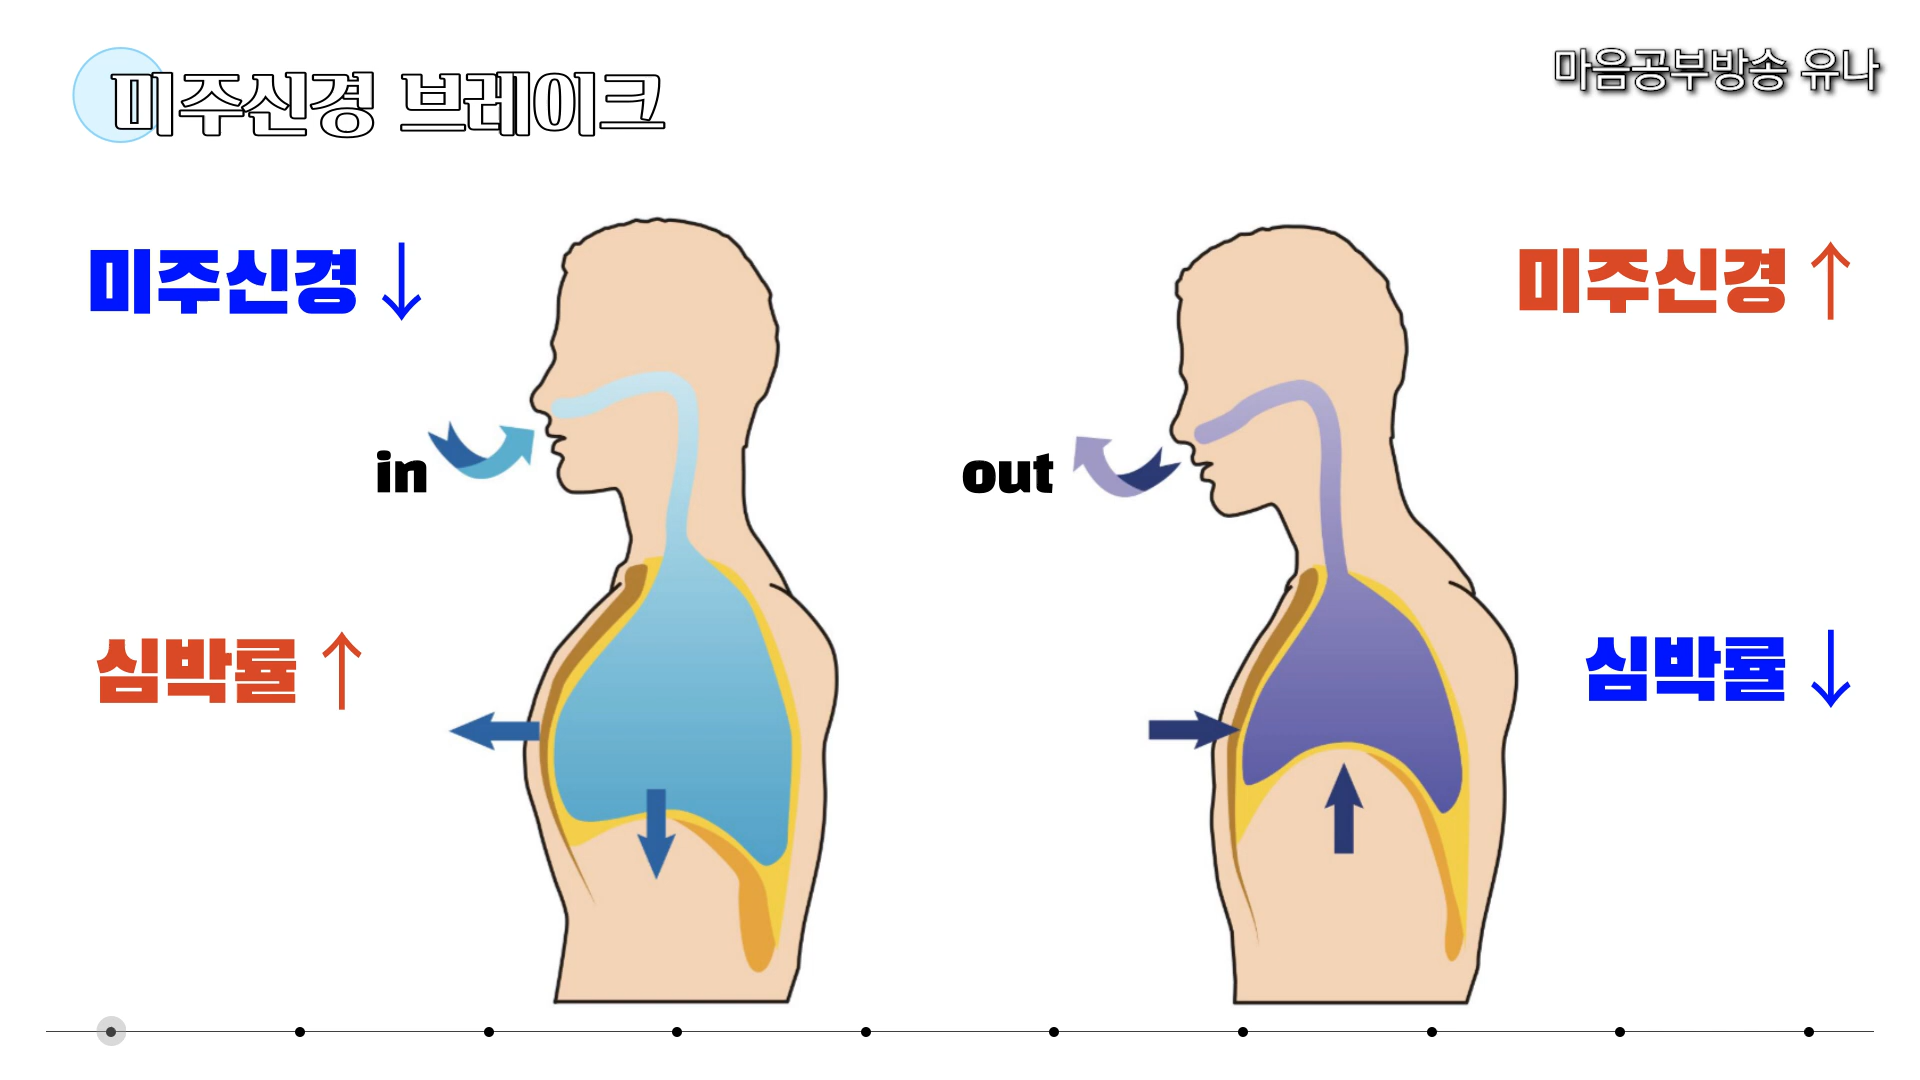 미주신경 브레이크
마음공부방송 유나
미주신경 ↓
미주신경 ↑
in
out
심박률 ↑
심박률 ↓